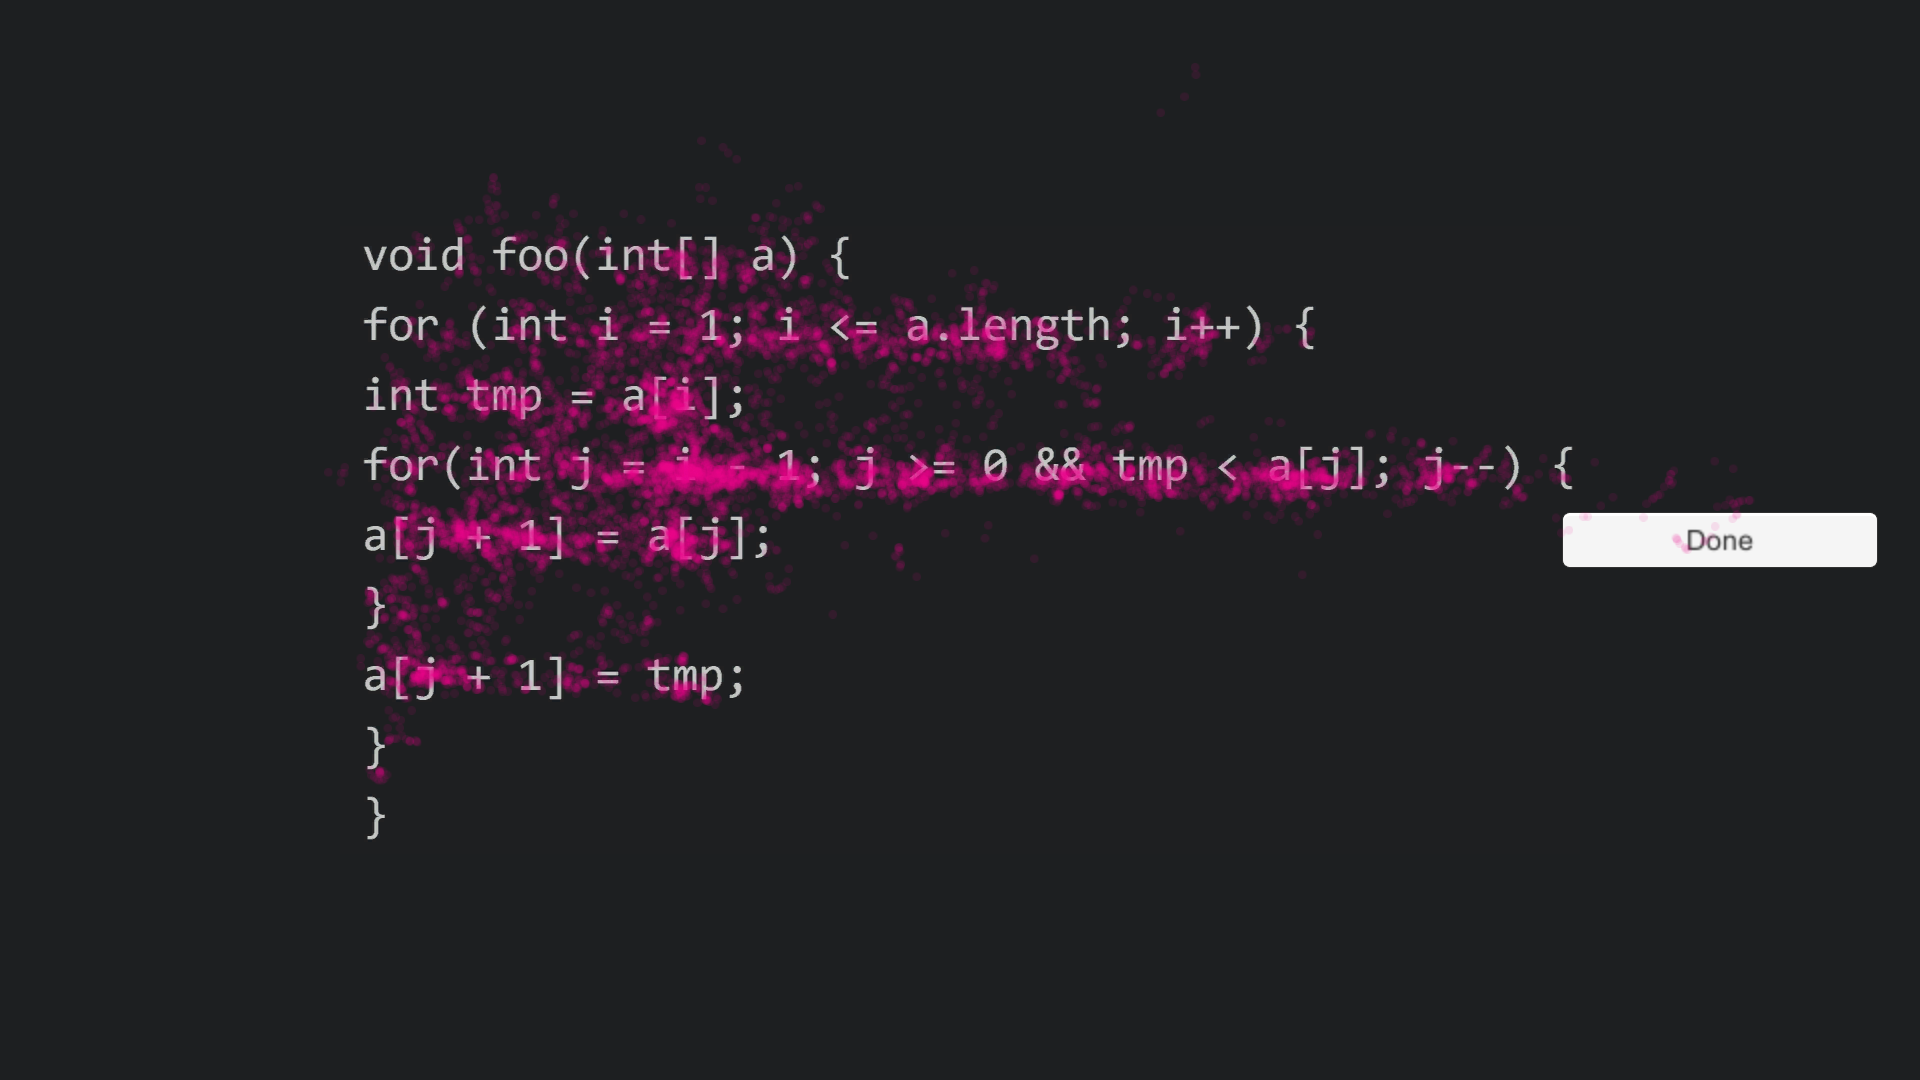 void foo(int[] a) {
for (int i = 1; i <= a.length; i++) {
int tmp = a[i];
for(int j = i - 1; j >= 0 && tmp < a[j]; j--) {
a[j + 1] = a[j];
}
a[j + 1] = tmp;
}
}
Done